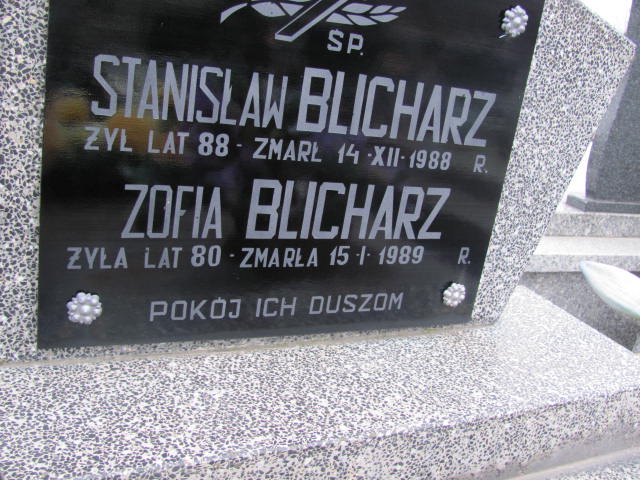 ŚP.
STANISŁAW BLICHARZ
ŻYŁ LAT 88 - ZMARŁ 14-XII-1988 R.
ZOFIA BLICHARZ
ŻYŁA LAT 80 - ZMARŁA 15-I-1989 R.
POKÓJ ICH DUSZOM